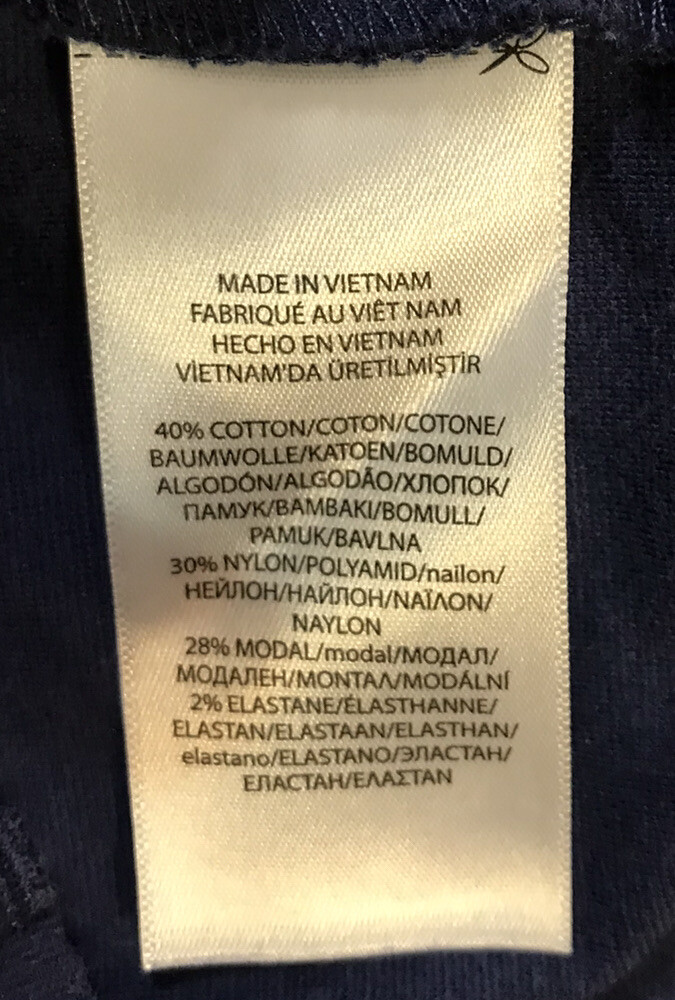 MADE IN VIETNAM
FABRIQUÉ AU VIÊT NAM
HECHO EN VIETNAM
VİETNAM'DA ÜRETİLMİŞTİR
40% COTTON/COTON/COTONE/
BAUMWOLLE/KATOEN/BOMULD/
ALGODÓN/ALGODÃO/ХЛОПОК/
ПАМУК/BAMBAKI/BOMULL/
PAMUK/BAVLNA
30% NYLON/POLYAMID/naïlon/
НЕЙЛОН/НАЙЛОН/ΝΑΪΛΟΝ/
NAYLON
28% MODAL/modal/МОДАЛ/
МОДАЛЕН/ΜΟΝΤΑΛ/MODÁLNÍ
2% ELASTANE/ÉLASTHANNE/
ELASTAN/ELASTAAN/ELASTHAN/
elastano/ELASTANO/ЭЛАСТАН/
ЕЛАСТАН/ΕΛΑΣΤΑΝ